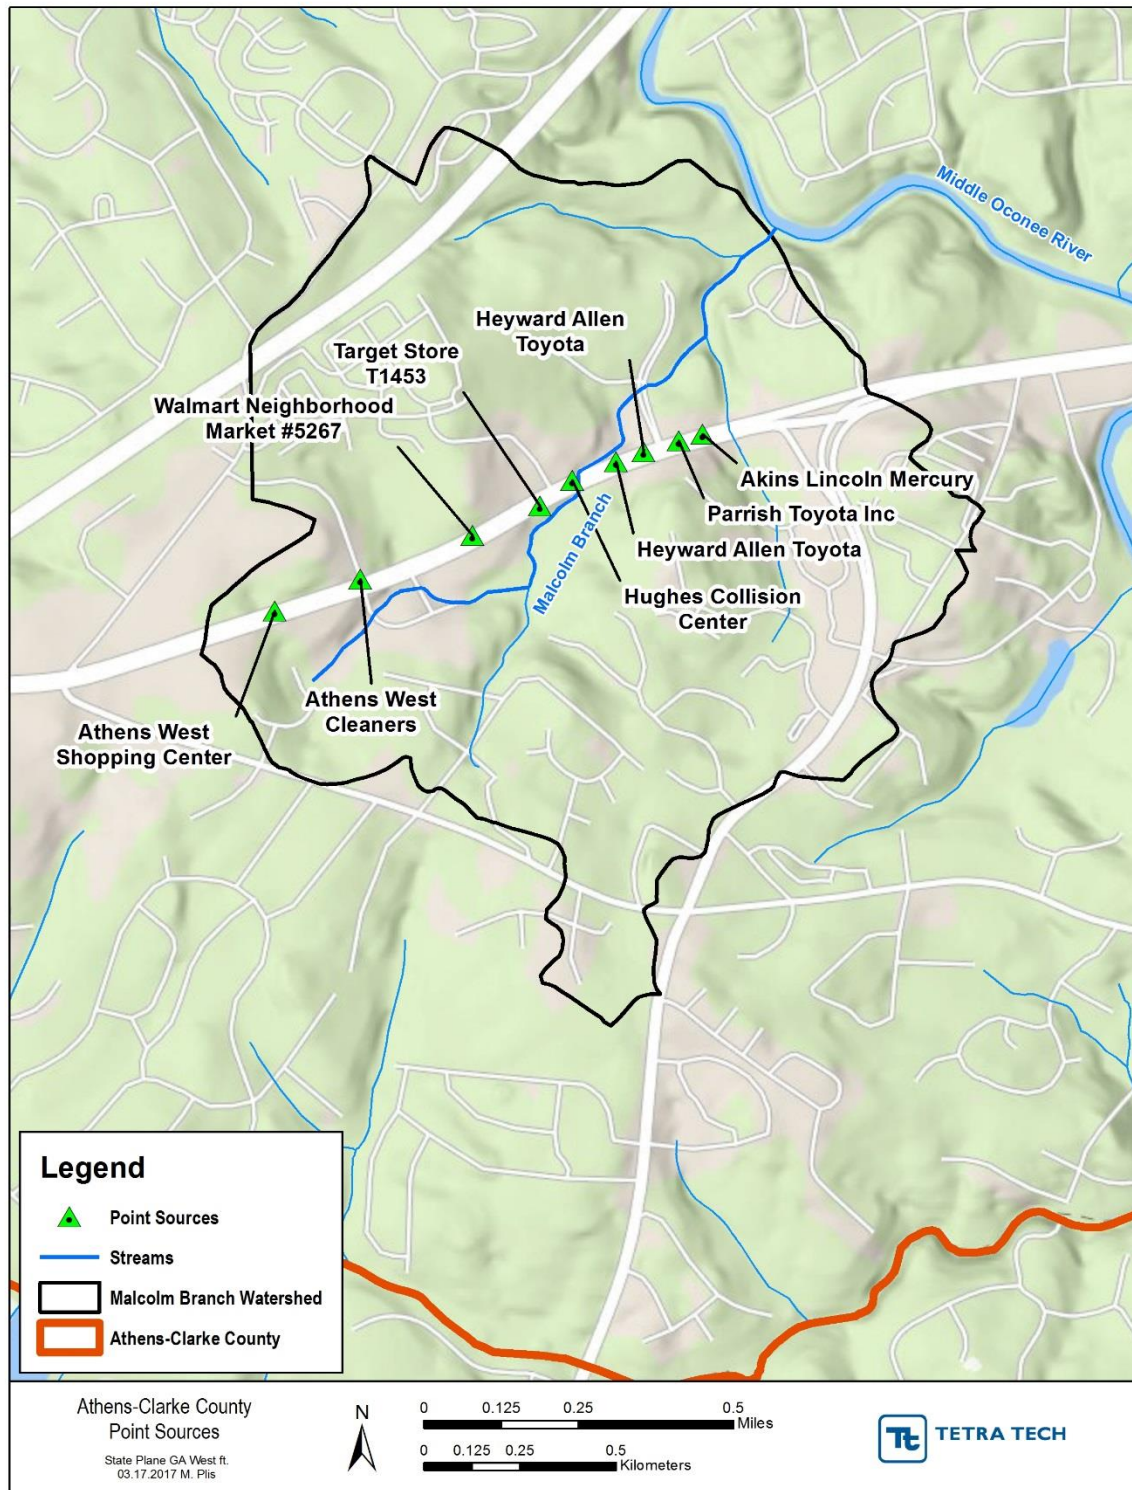 Middle Oconee River
Heyward Allen
Toyota
Target Store
T1453
Walmart Neighborhood
Market #5267
Akins Lincoln Mercury
Parrish Toyota Inc
Heyward Allen Toyota
Hughes Collision
Center
Malcolm Branch
Athens West
Cleaners
Athens West
Shopping Center
Legend
Point Sources
Streams
Malcolm Branch Watershed
Athens-Clarke County
Athens-Clarke County
Point Sources
State Plane GA West ft.
03.17.2017 M. Plis
N
0 0.125 0.25 0.5
Miles
0 0.125 0.25 0.5
Kilometers
Tt
TETRA TECH